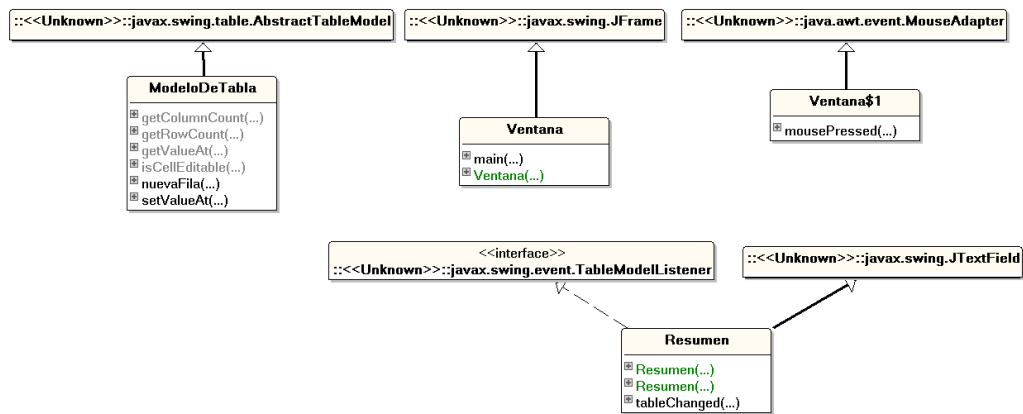 ::<<Unknown>>::javax.swing.table.AbstractTableModel
::<<Unknown>>::javax.swing.JFrame
::<<Unknown>>::java.awt.event.MouseAdapter
ModeloDeTabla
getColumnCount(...)
getRowCount(...)
getValueAt(...)
isCellEditable(...)
nuevaFila(...)
setValueAt(...)
Ventana
main(...)
Ventana(...)
Ventana$1
mousePressed(...)
<<interface>>
::<<Unknown>>::javax.swing.event.TableModelListener
::<<Unknown>>::javax.swing.JTextField
Resumen
Resumen(...)
Resumen(...)
tableChanged(...)